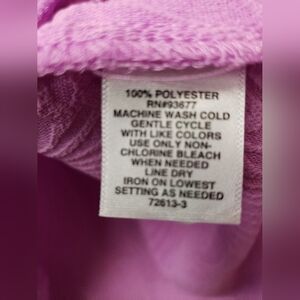 100% POLYESTER
RN#93677
MACHINE WASH COLD
GENTLE CYCLE
WITH LIKE COLORS
USE ONLY NON-
CHLORINE BLEACH
WHEN NEEDED
LINE DRY
IRON ON LOWEST
SETTING AS NEEDED
72613-3